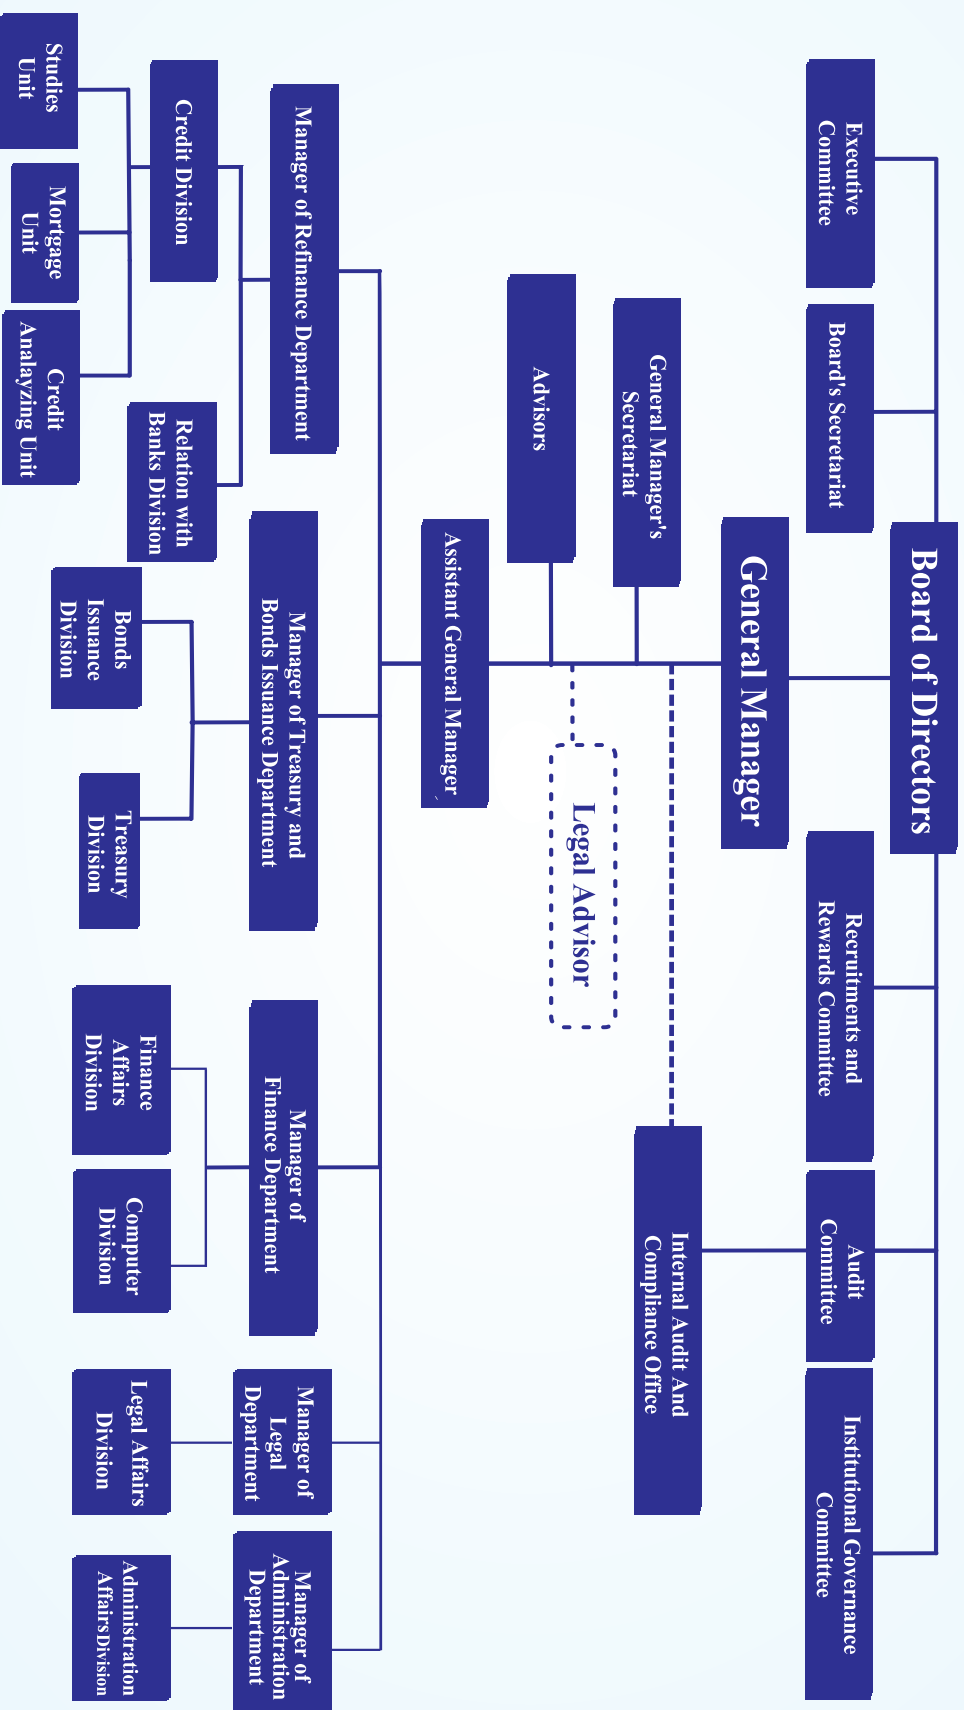 Board of Directors
Executive
Committee
Board's Secretariat
Recruitments and
Rewards Committee
Audit
Committee
Institutional Governance
Committee
General Manager
General Manager's
Secretariat
Internal Audit And
Compliance Office
Advisors
Legal Advisor
Assistant General Manager
Manager of Refinance Department
Manager of Treasury and
Bonds Issuance Department
Manager of
Finance Department
Manager of
Legal
Department
Manager of
Administration
Department
Credit Division
Relation with
Banks Division
Bonds
Issuance
Division
Treasury
Division
Finance
Affairs
Division
Computer
Division
Legal Affairs
Division
Administration
Affairs Division
Studies
Unit
Mortgage
Unit
Credit
Analayzing Unit